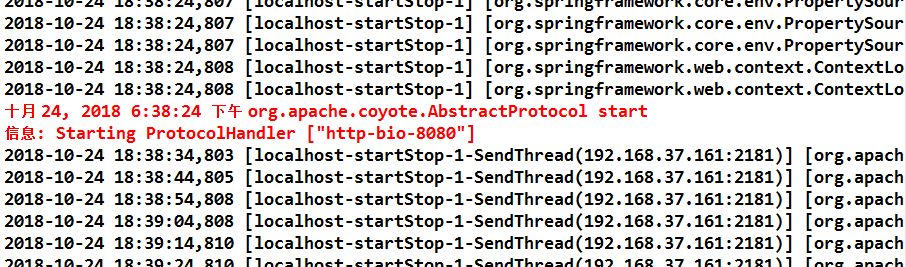 2018-10-24 18:38:24,807 [localhost-startStop-1] [org.springframework.core.env.PropertySour
2018-10-24 18:38:24,807 [localhost-startStop-1] [org.springframework.core.env.PropertySour
2018-10-24 18:38:24,807 [localhost-startStop-1] [org.springframework.core.env.PropertySour
2018-10-24 18:38:24,808 [localhost-startStop-1] [org.springframework.web.context.ContextLo
2018-10-24 18:38:24,808 [localhost-startStop-1] [org.springframework.web.context.ContextLo
十月 24, 2018 6:38:24 下午 org.apache.coyote.AbstractProtocol start
信息: Starting ProtocolHandler ["http-bio-8080"]
2018-10-24 18:38:34,803 [localhost-startStop-1-SendThread(192.168.37.161:2181)] [org.apach
2018-10-24 18:38:44,805 [localhost-startStop-1-SendThread(192.168.37.161:2181)] [org.apach
2018-10-24 18:38:54,808 [localhost-startStop-1-SendThread(192.168.37.161:2181)] [org.apach
2018-10-24 18:39:04,808 [localhost-startStop-1-SendThread(192.168.37.161:2181)] [org.apach
2018-10-24 18:39:14,810 [localhost-startStop-1-SendThread(192.168.37.161:2181)] [org.apach
2018-10-24 18:39:24,810 [localhost-startStop-1-SendThread(192.168.37.161:2181)] [org.apach